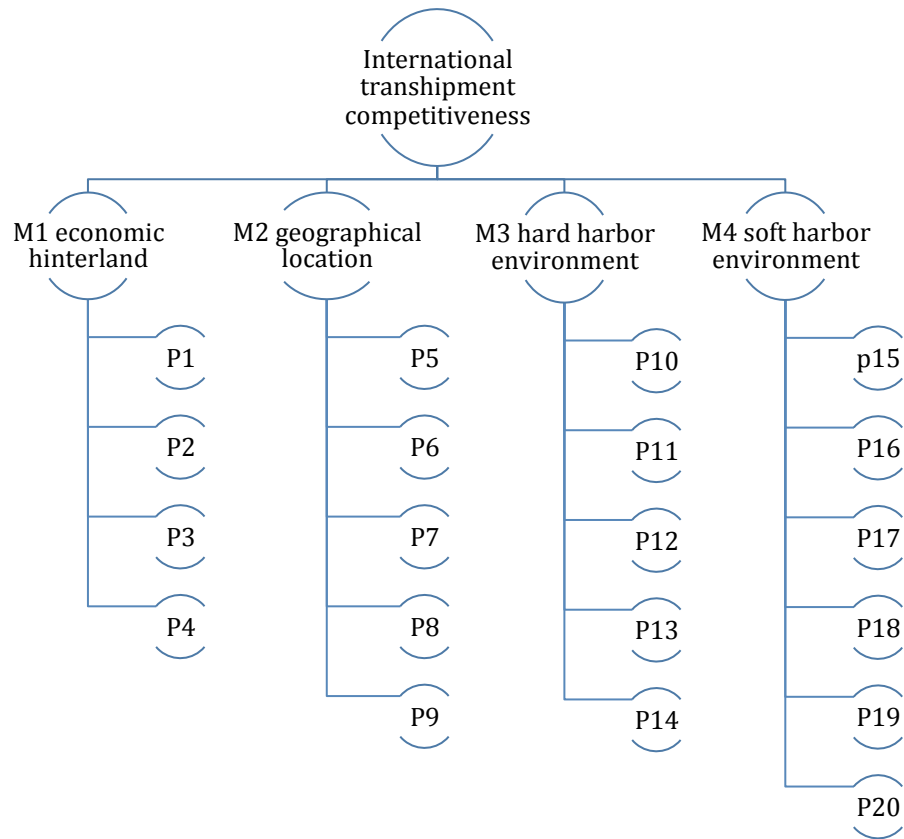 International
transhipment
competitiveness
M1 economic
hinterland
P1
P2
P3
P4
M2 geographical
location
P5
P6
P7
P8
P9
M3 hard harbor
environment
P10
P11
P12
P13
P14
M4 soft harbor
environment
p15
P16
P17
P18
P19
P20